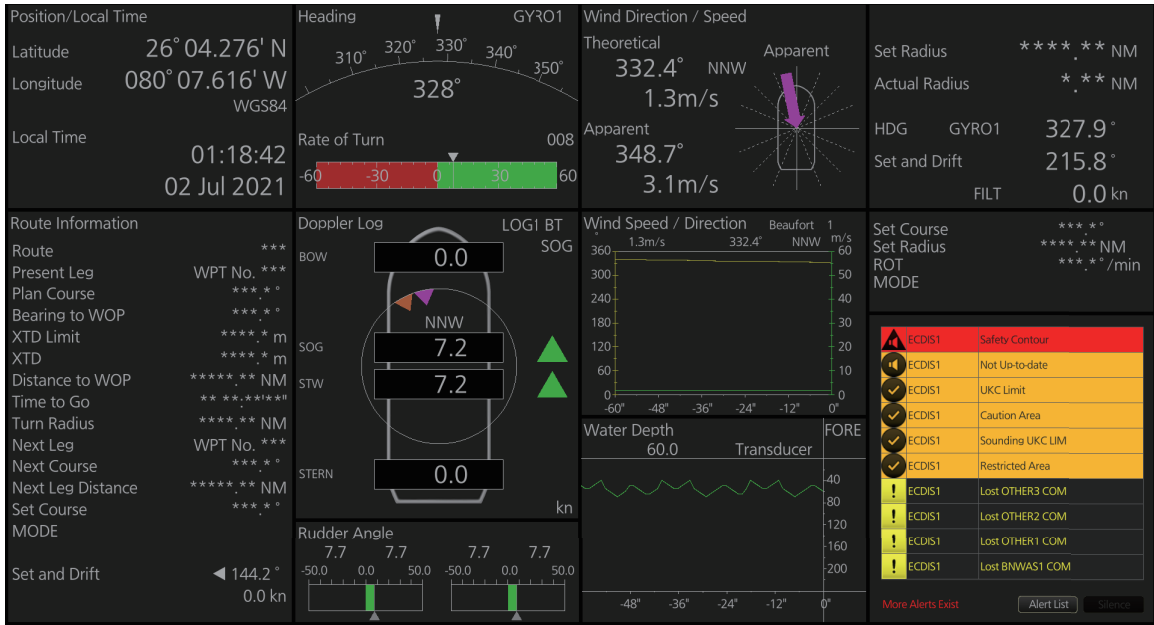 Position/Local Time
Latitude 26° 04.276' N
Longitude 080° 07.616' W
WGS84
Local Time
01:18:42
02 Jul 2021
Heading GYRO1
310° 320° 330° 340° 350°
328°
Rate of Turn 008
-60 -30 0 30 60
Wind Direction / Speed
Theoretical
332.4° NNW
1.3m/s
Apparent
Apparent
348.7°
3.1m/s
Set Radius ****.** NM
Actual Radius *.** NM
HDG GYRO1 327.9°
Set and Drift 215.8°
FILT 0.0 kn
Route Information
Route ***
Present Leg WPT No. ***
Plan Course ***.*°
Bearing to WOP ***.*°
XTD Limit ****.* m
XTD ****.* m
Distance to WOP *****.** NM
Time to Go ** **:**'**"
Turn Radius ****.** NM
Next Leg WPT No. ***
Next Course ***.*°
Next Leg Distance *****.** NM
Set Course ***.*°
MODE
Set and Drift ◀ 144.2°
0.0 kn
Doppler Log LOG1 BT
SOG
BOW 0.0
NNW
SOG 7.2
STW 7.2
STERN 0.0
kn
Rudder Angle
7.7 7.7 7.7 7.7
-50.0 0.0 50.0 -50.0 0.0 50.0
Wind Speed / Direction Beaufort 1
360 1.3m/s 332.4° NNW m/s 60
300 50
240 40
180 30
120 20
60 10
0 0
-60" -48" -36" -24" -12" 0"
Water Depth FORE
60.0 Transducer
40
80
120
160
200
-48" -36" -24" -12" 0"
Set Course ***.*°
Set Radius ****.** NM
ROT ***.*°/min
MODE
ECDIS1 Safety Contour
ECDIS1 Not Up-to-date
ECDIS1 UKC Limit
ECDIS1 Caution Area
ECDIS1 Sounding UKC LIM
ECDIS1 Restricted Area
! ECDIS1 Lost OTHER3 COM
! ECDIS1 Lost OTHER2 COM
! ECDIS1 Lost OTHER1 COM
! ECDIS1 Lost BNWAS1 COM
More Alerts Exist Alert List Silence